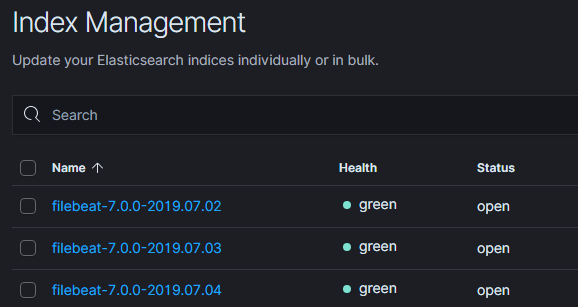 Index Management
Update your Elasticsearch indices individually or in bulk.
Search
Name Health Status
filebeat-7.0.0-2019.07.02 green open
filebeat-7.0.0-2019.07.03 green open
filebeat-7.0.0-2019.07.04 green open